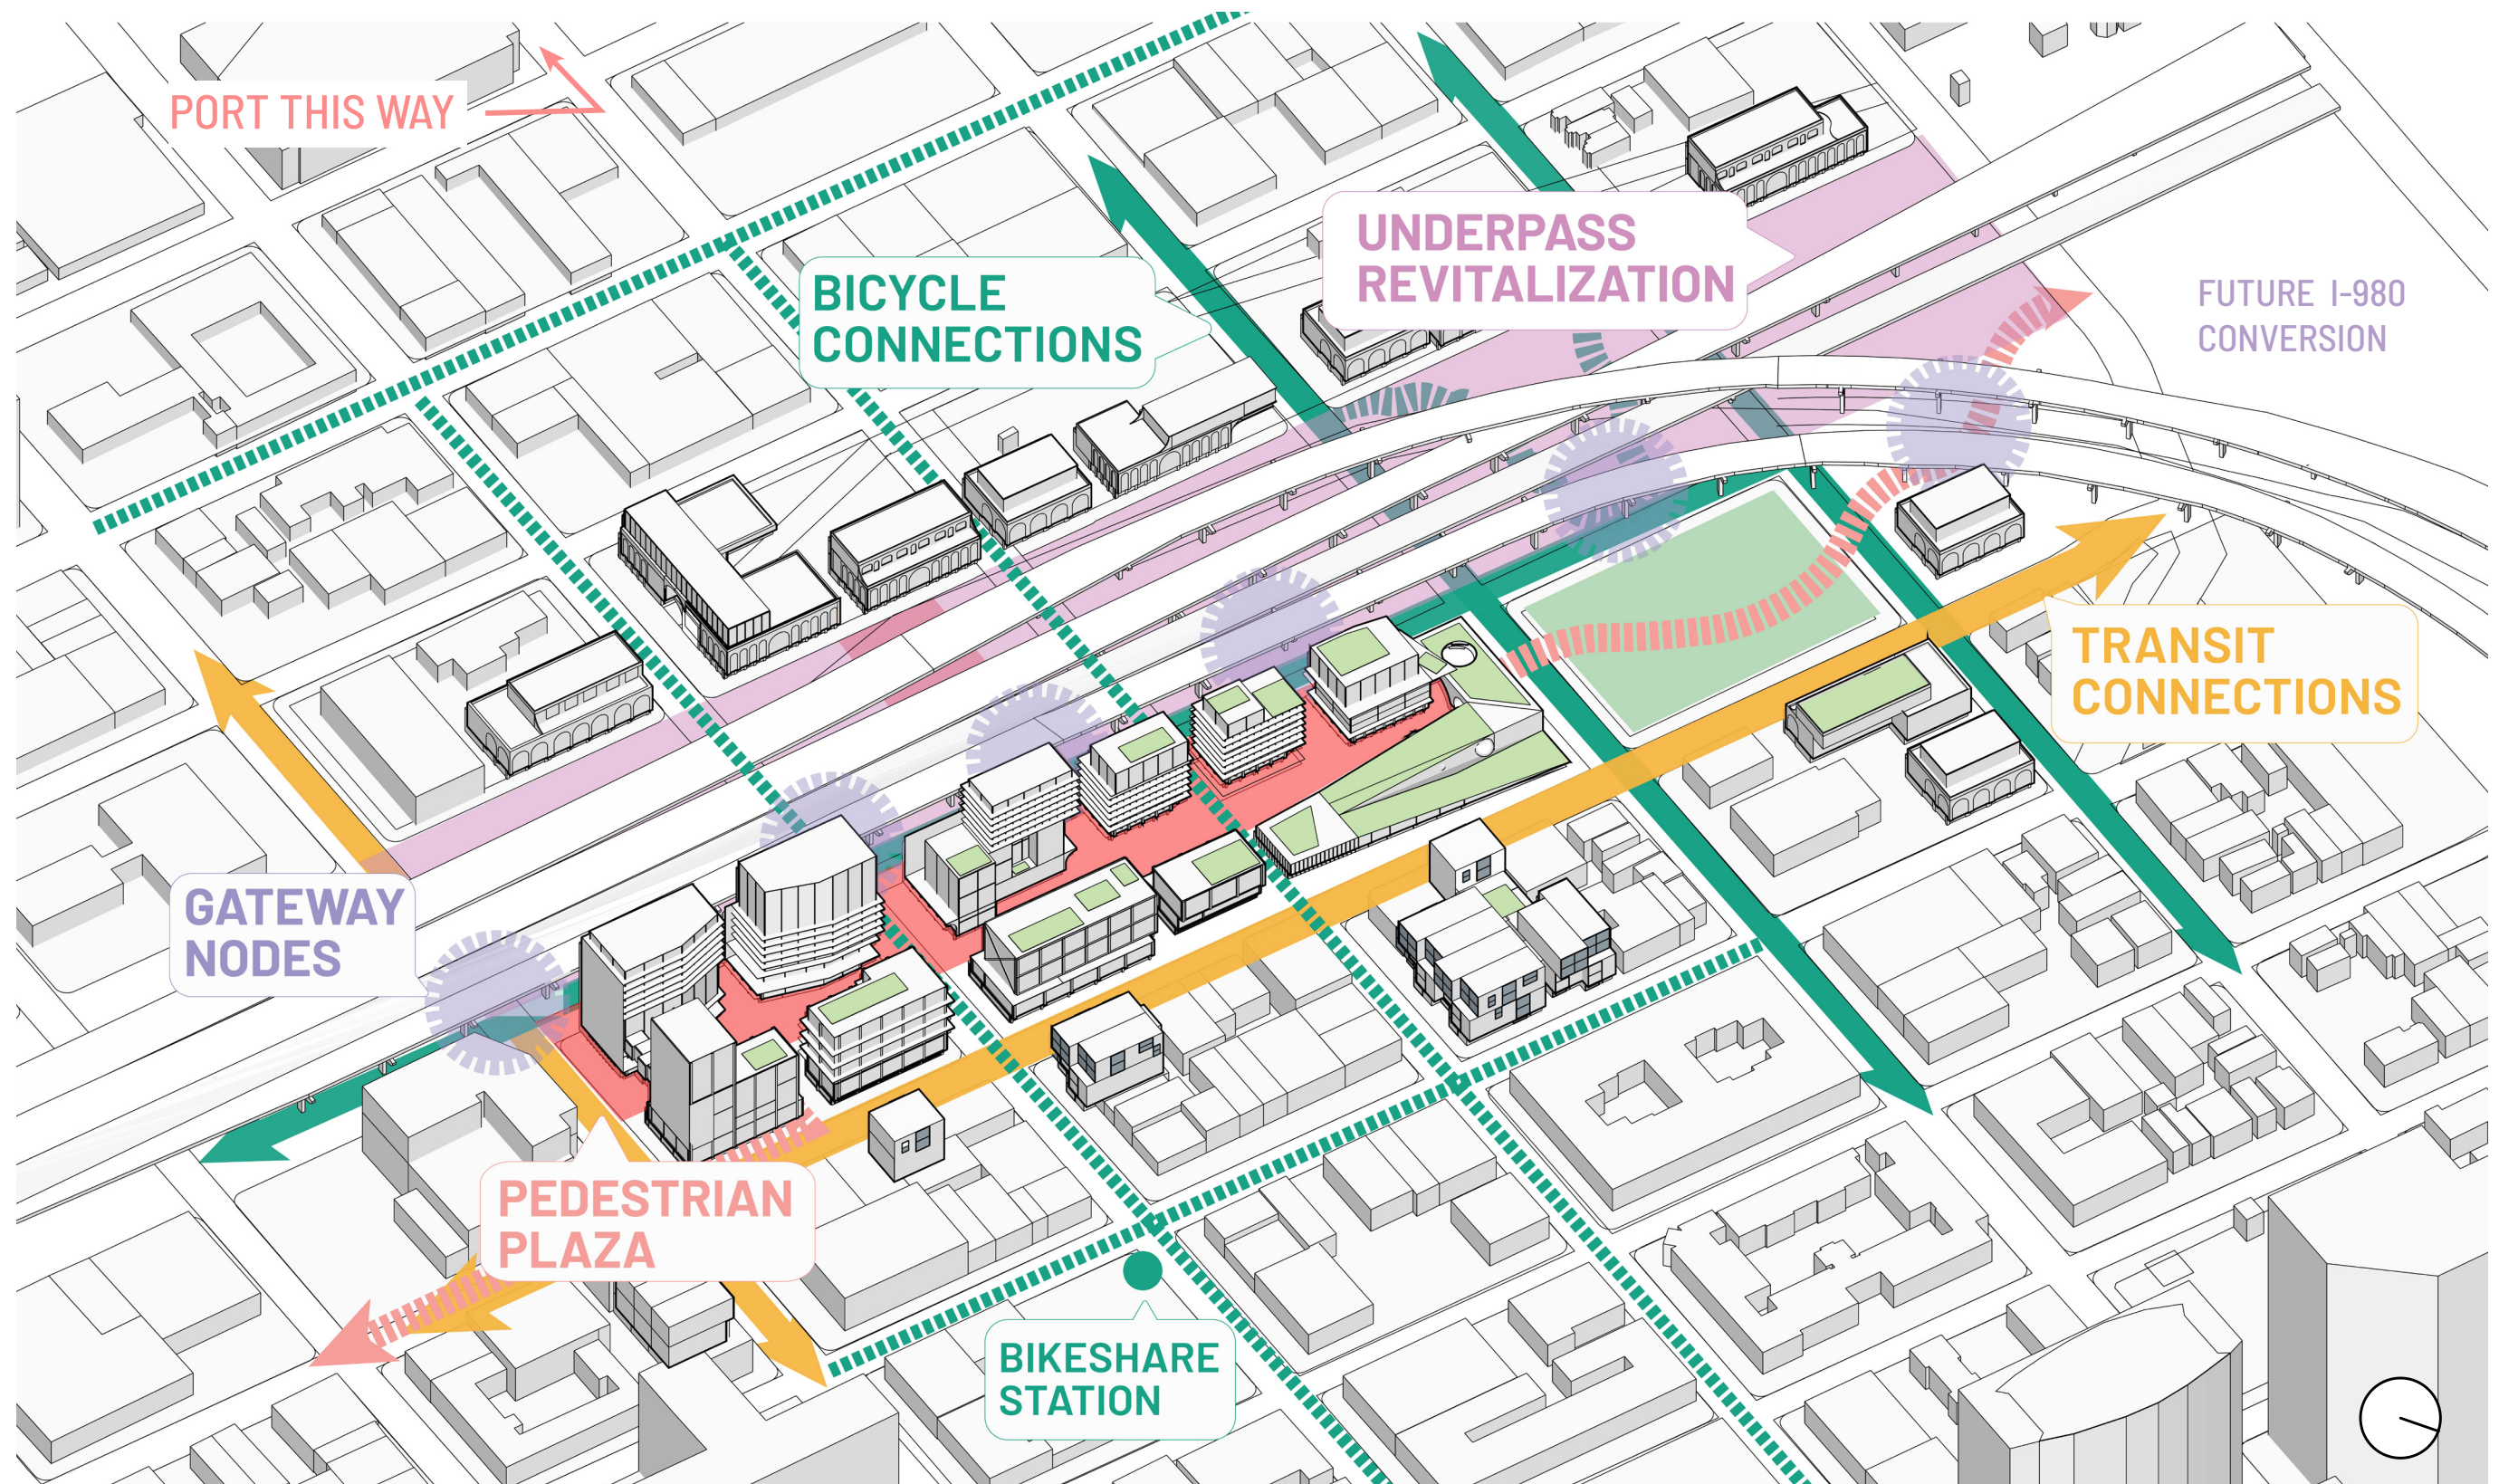 PORT THIS WAY
UNDERPASS
REVITALIZATION
BICYCLE
CONNECTIONS
FUTURE I-980
CONVERSION
TRANSIT
CONNECTIONS
GATEWAY
NODES
PEDESTRIAN
PLAZA
BIKESHARE
STATION